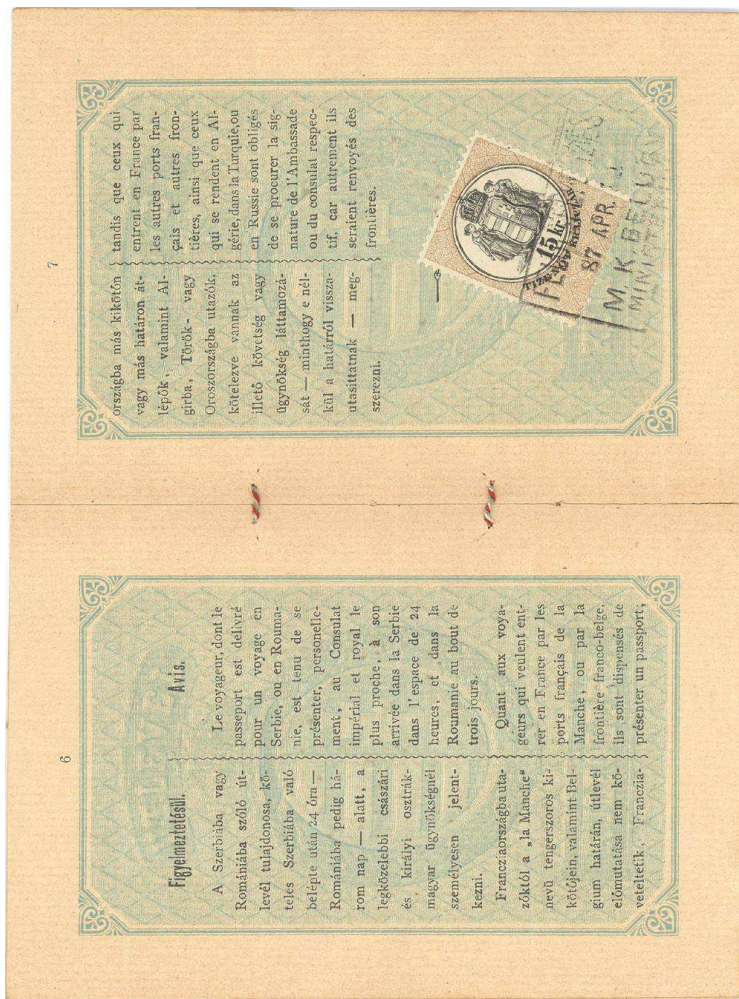 6
Figyelmeztetésül.
A Szerbiába vagy
Romániába szóló út-
levél tulajdonosa, kö-
teles Szerbiába való
belépte után 24 óra —
Romániába pedig há-
rom nap — alatt, a
legközelebbi császári
és királyi osztrák-
magyar ügynökségnél
személyesen jelent-
kezni.
Francziaországba uta-
zóktól a „la Manche“
nevü tengerszoros ki-
kötőjein, valamint Bel-
gium határán, útlevél
előmutatása nem kö-
veteltetik. Franczia-
Avis.
Le voyageur, dont le
passeport est délivré
pour un voyage en
Serbie, ou en Rouma-
nie, est tenu de se
présenter, personelle-
ment, au Consulat
impérial et royal le
plus proche, à son
arrivée dans la Serbie
dans l'espace de 24
heures, et dans la
Roumanie au bout de
trois jours.
Quant aux voya-
geurs qui veulent ent-
rer en France par les
ports français de la
Manche, ou par la
frontière franco-belge,
ils sont dispensés de
présenter un passport;
7
országba más kikötön
vagy más határon át-
lépők, valamint Al-
girba, Török- vagy
Oroszországba utazók,
kötelezve vannak az
illető követség vagy
ügynökség láttamozá-
sát — minthogy e nél-
kül a határról vissza-
utasittatnak — meg-
szerezni.
tandis que ceux qui
enirent en France par
les autres ports fran-
çais et autres fron-
tières, ainsi que ceux
qui se rendent en Al-
gérie, dans la Turquie, ou
en Russie sont obligés
de se procurer la sig-
nature de l'Ambassade
ou du consulat respec-
tif, car autrement ils
seraient renvoyés des
frontières.
15 kr.
87 APR.
M. K. BELÜGY
MINISZT